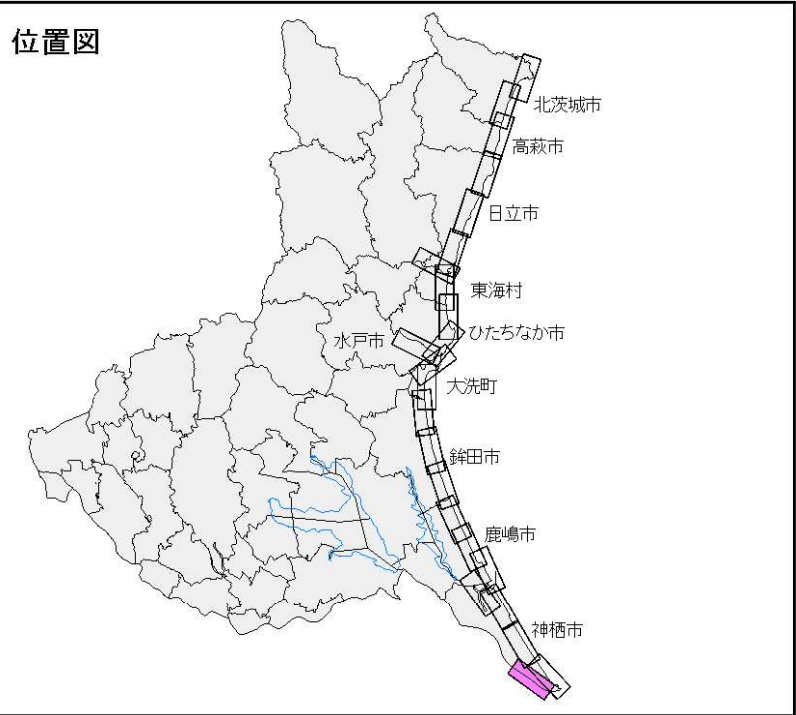 位置図
北茨城市
高萩市
日立市
東海村
ひたちなか市
水戸市
大洗町
鉾田市
鹿嶋市
神栖市